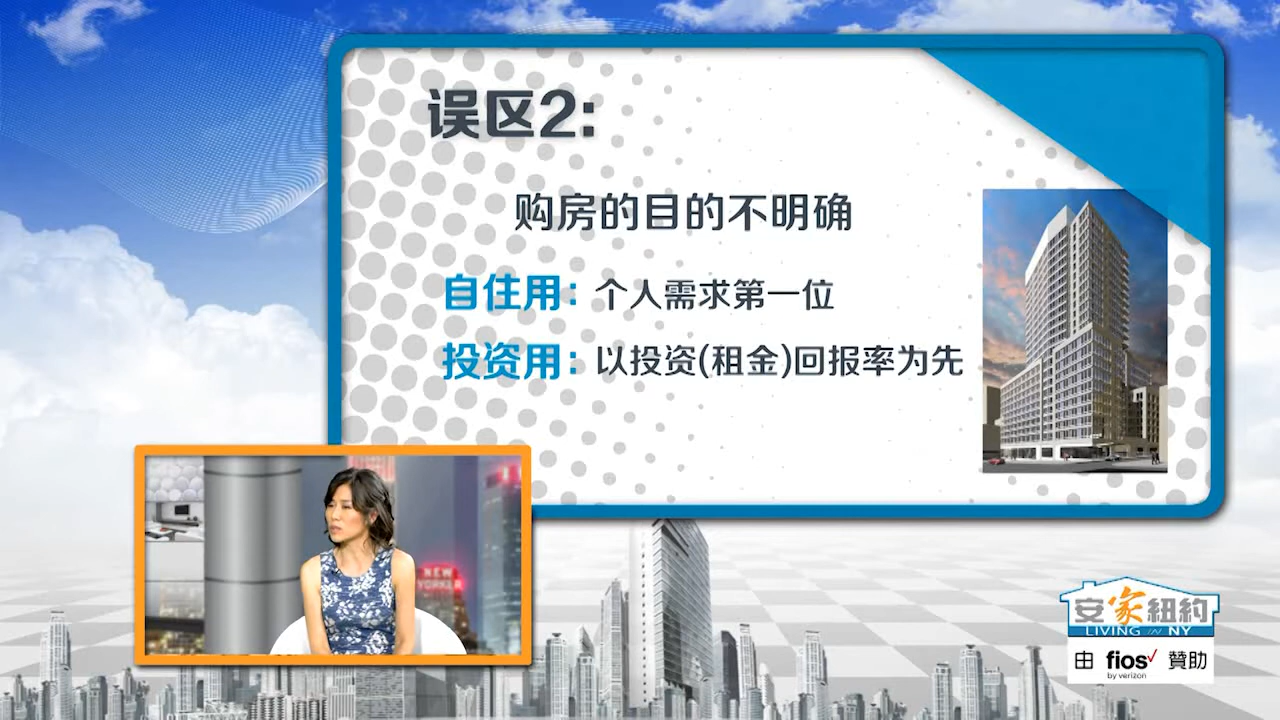 误区2:
购房的目的不明确
自住用：个人需求第一位
投资用：以投资(租金)回报率为先
NEW
YORKER
安家紐約
LIVING IN NY
由 fios 贊助
by verizon